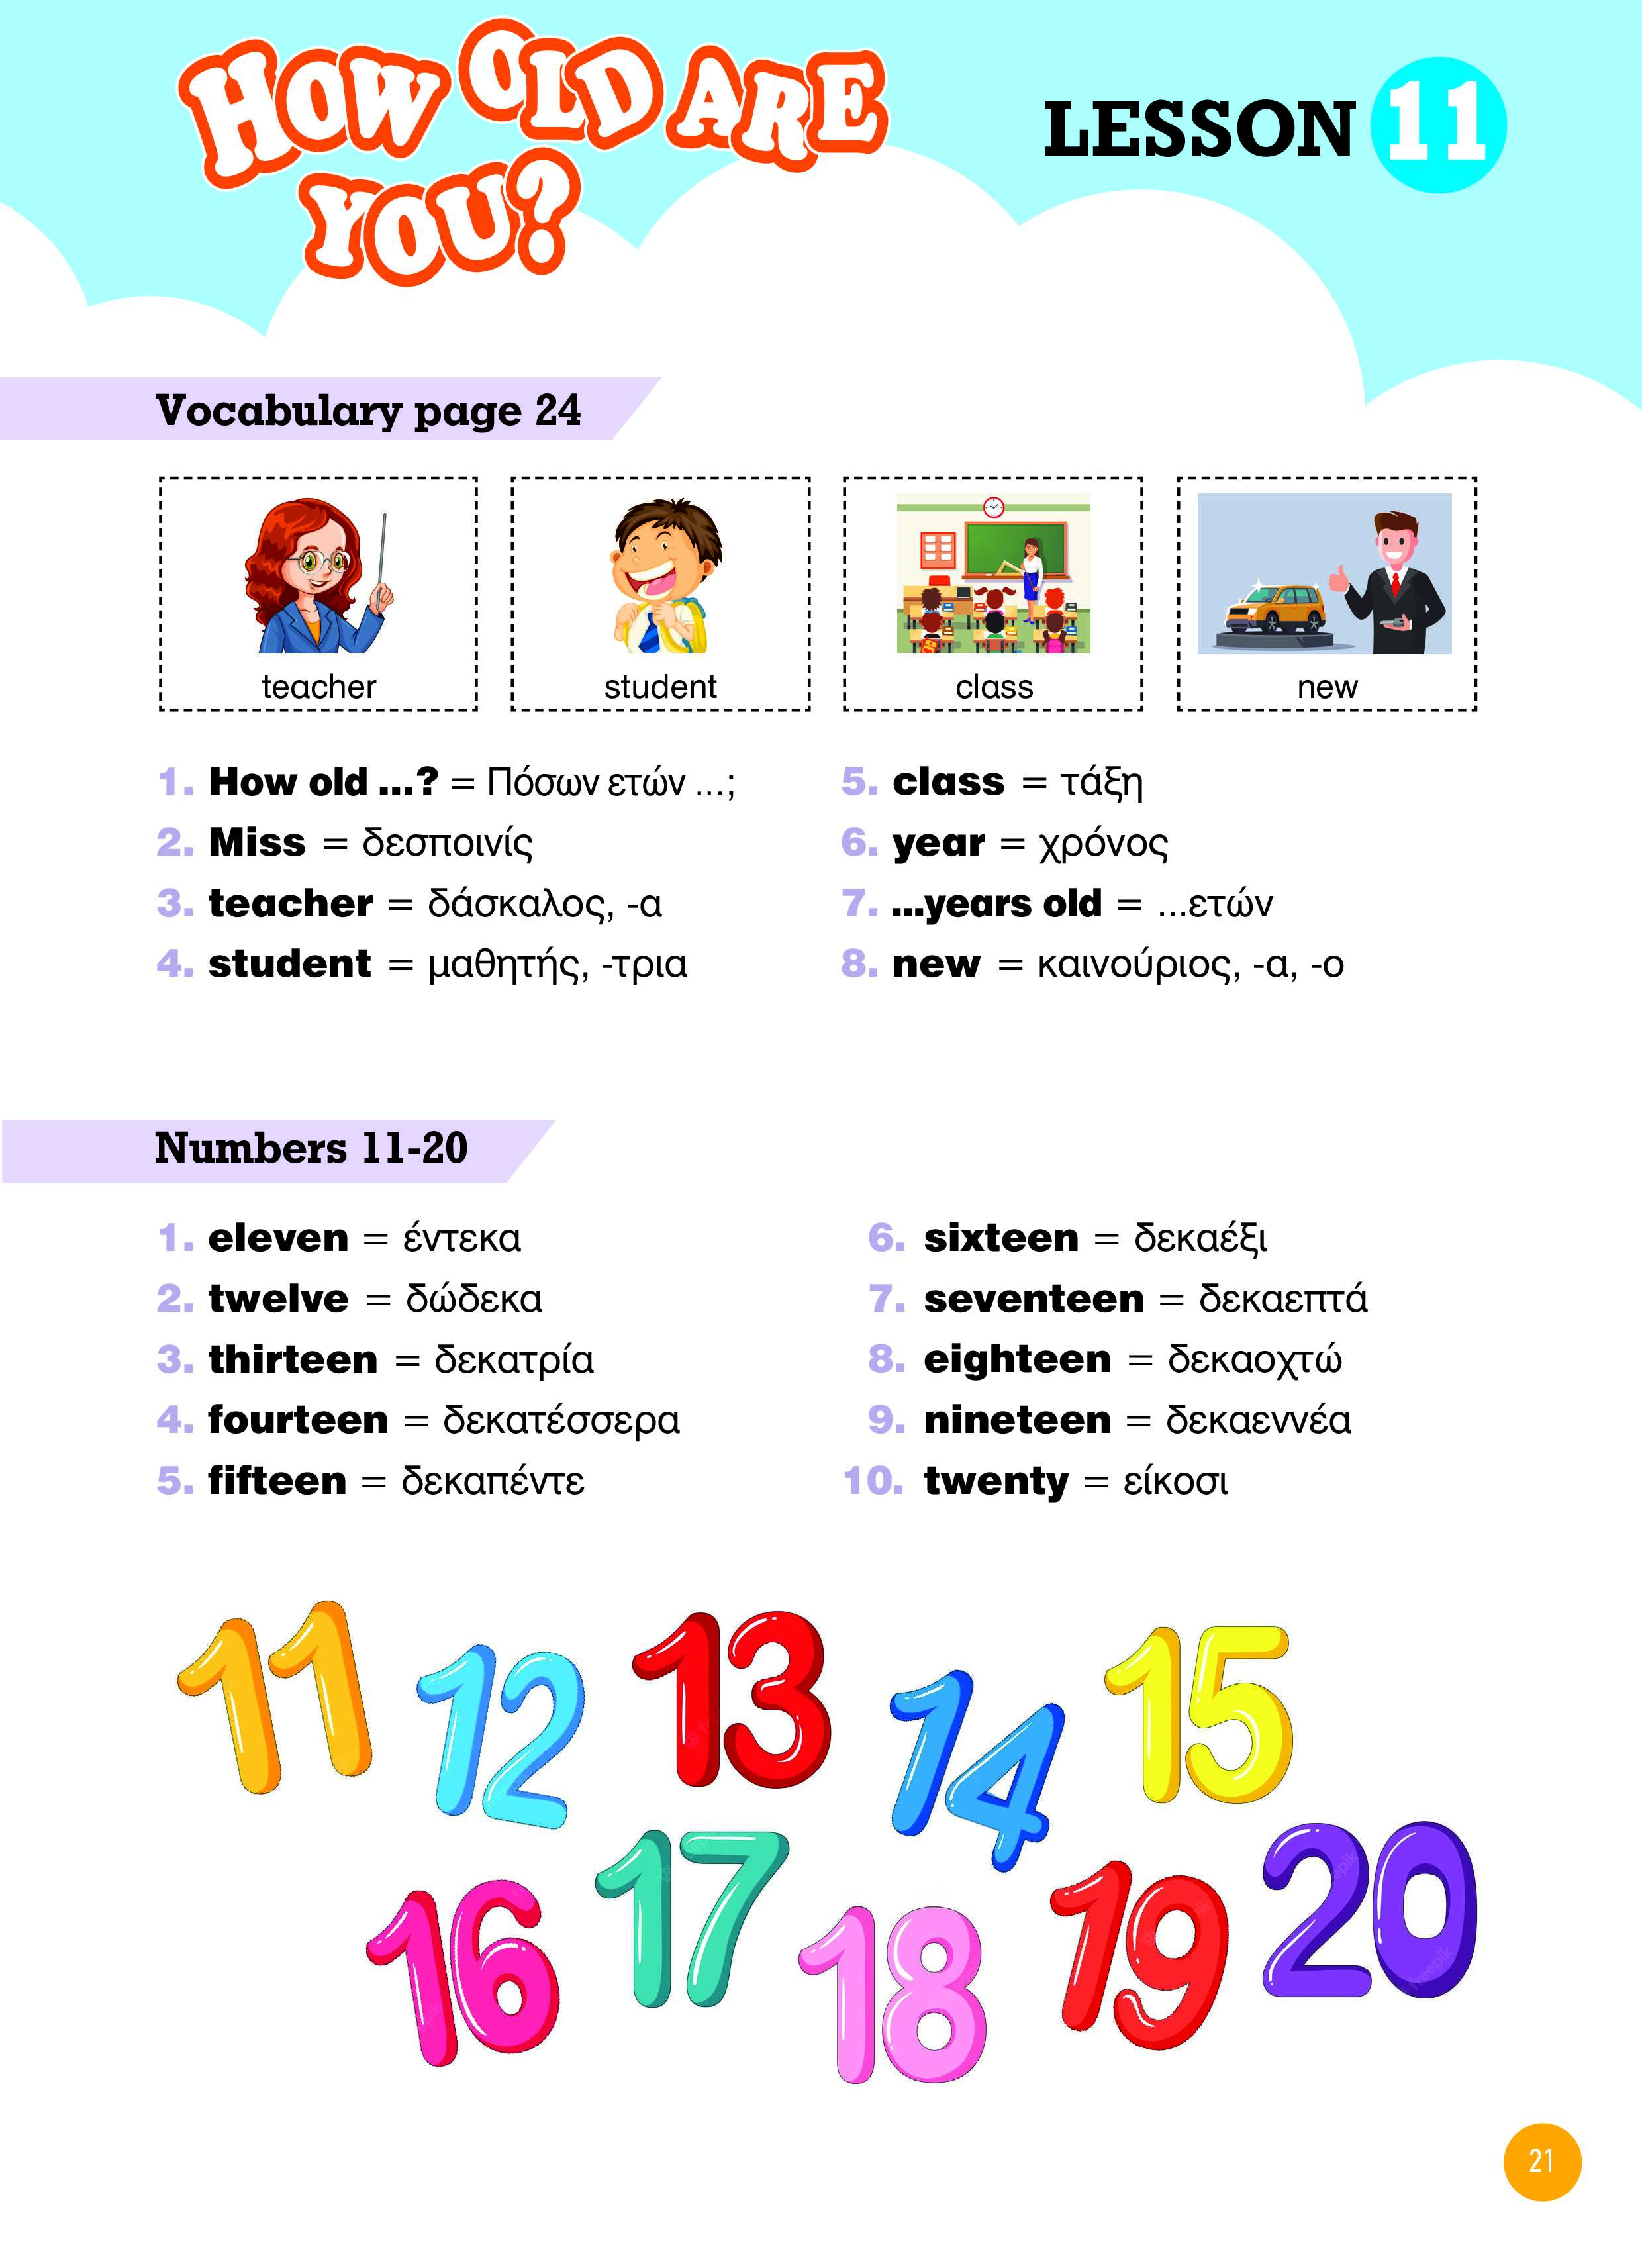 HOW OLD ARE
YOU?
LESSON 11
Vocabulary page 24
teacher
student
class
new
1. How old ...? = Πόσων ετών ...;
2. Miss = δεσποινίς
3. teacher = δάσκαλος, -α
4. student = μαθητής, -τρια
5. class = τάξη
6. year = χρόνος
7. ...years old = ...ετών
8. new = καινούριος, -α, -ο
Numbers 11-20
1. eleven = έντεκα
2. twelve = δώδεκα
3. thirteen = δεκατρία
4. fourteen = δεκατέσσερα
5. fifteen = δεκαπέντε
6. sixteen = δεκαέξι
7. seventeen = δεκαεπτά
8. eighteen = δεκαοχτώ
9. nineteen = δεκαεννέα
10. twenty = είκοσι
11 12 13 14 15
16 17 18 19 20
21